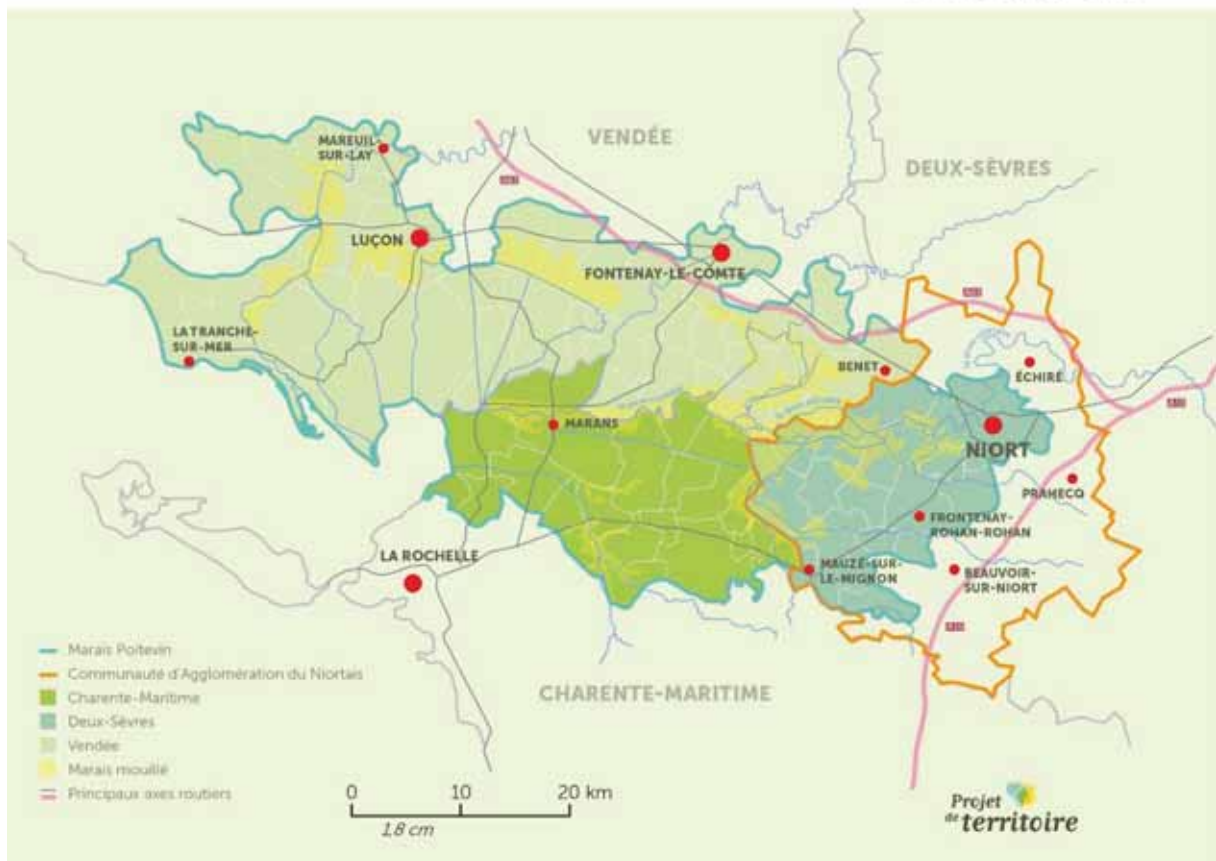 VENDÉE
DEUX-SÈVRES
MAREUIL-
SUR-LAY
LUÇON
FONTENAY-LE-COMTE
LA TRANCHE-
SUR-MER
BENET
ÉCHIRÉ
MARANS
NIORT
PRAHECQ
FRONTENAY-
ROHAN-ROHAN
LA ROCHELLE
MAUZÉ-SUR-
LE-MIGNON
BEAUVOIR-
SUR-NIORT
CHARENTE-MARITIME
Marais Poitevin
Communauté d'Agglomération du Niortais
Charente-Maritime
Deux-Sèvres
Vendée
Marais mouillé
Principaux axes routiers
0 10 20 km
1.8 cm
Projet
de territoire